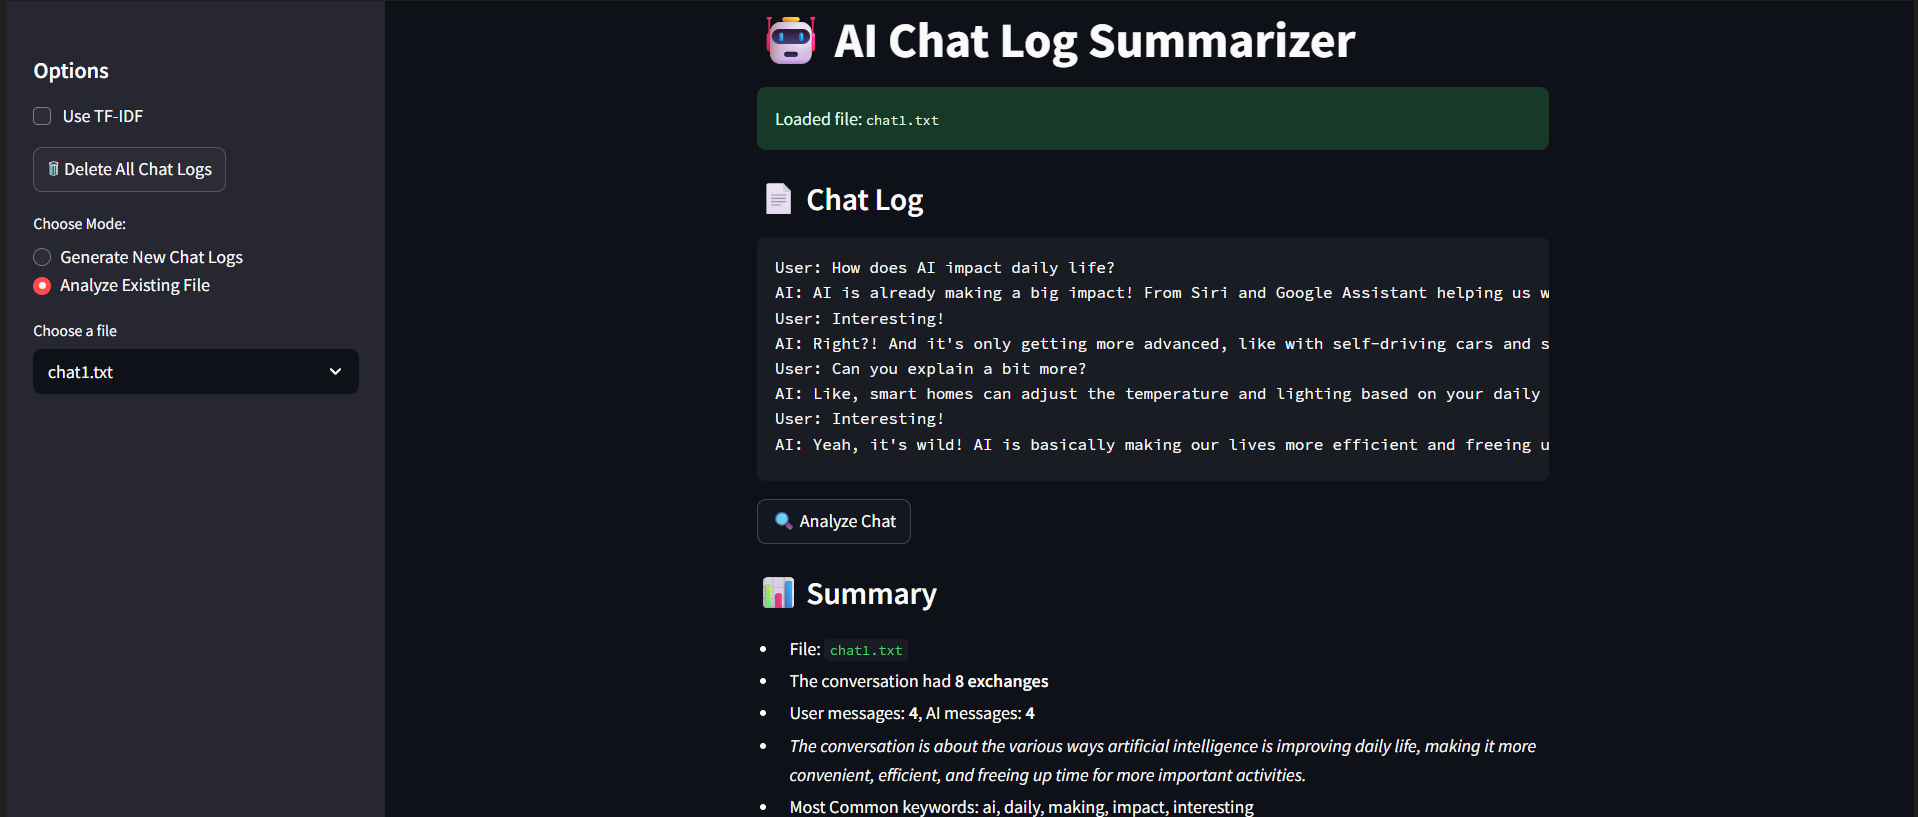 Options
Use TF-IDF
Delete All Chat Logs
Choose Mode:
Generate New Chat Logs
Analyze Existing File
Choose a file
chat1.txt
AI Chat Log Summarizer
Loaded file: chat1.txt
Chat Log
User: How does AI impact daily life?
AI: AI is already making a big impact! From Siri and Google Assistant helping us w
User: Interesting!
AI: Right?! And it's only getting more advanced, like with self-driving cars and s
User: Can you explain a bit more?
AI: Like, smart homes can adjust the temperature and lighting based on your daily
User: Interesting!
AI: Yeah, it's wild! AI is basically making our lives more efficient and freeing u
Analyze Chat
Summary
• File: chat1.txt
• The conversation had 8 exchanges
• User messages: 4, AI messages: 4
• The conversation is about the various ways artificial intelligence is improving daily life, making it more
convenient, efficient, and freeing up time for more important activities.
• Most Common keywords: ai, daily, making, impact, interesting